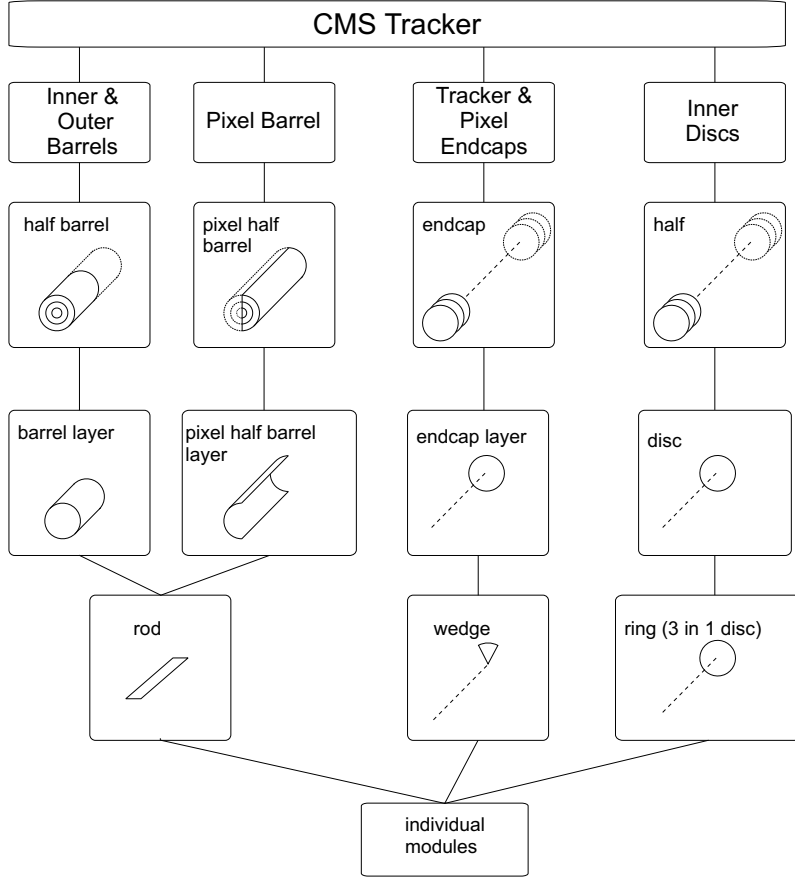 CMS Tracker
Inner &
Outer
Barrels
Pixel Barrel
Tracker &
Pixel
Endcaps
Inner
Discs
half barrel
pixel half
barrel
endcap
half
barrel layer
pixel half barrel
layer
endcap layer
disc
rod
wedge
ring (3 in 1 disc)
individual
modules